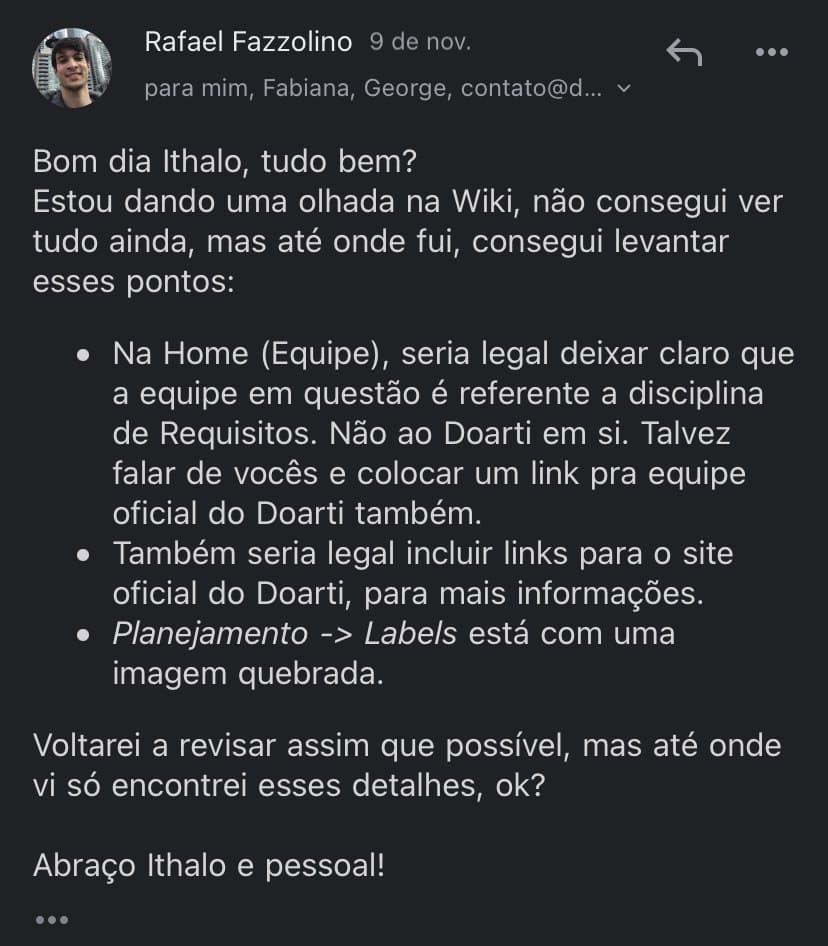 Rafael Fazzolino 9 de nov.
para mim, Fabiana, George, contato@d...
Bom dia Ithalo, tudo bem?
Estou dando uma olhada na Wiki, não consegui ver
tudo ainda, mas até onde fui, consegui levantar
esses pontos:
• Na Home (Equipe), seria legal deixar claro que
a equipe em questão é referente a disciplina
de Requisitos. Não ao Doarti em si. Talvez
falar de vocês e colocar um link pra equipe
oficial do Doarti também.
• Também seria legal incluir links para o site
oficial do Doarti, para mais informações.
• Planejamento -> Labels está com uma
imagem quebrada.
Voltarei a revisar assim que possível, mas até onde
vi só encontrei esses detalhes, ok?
Abraço Ithalo e pessoal!